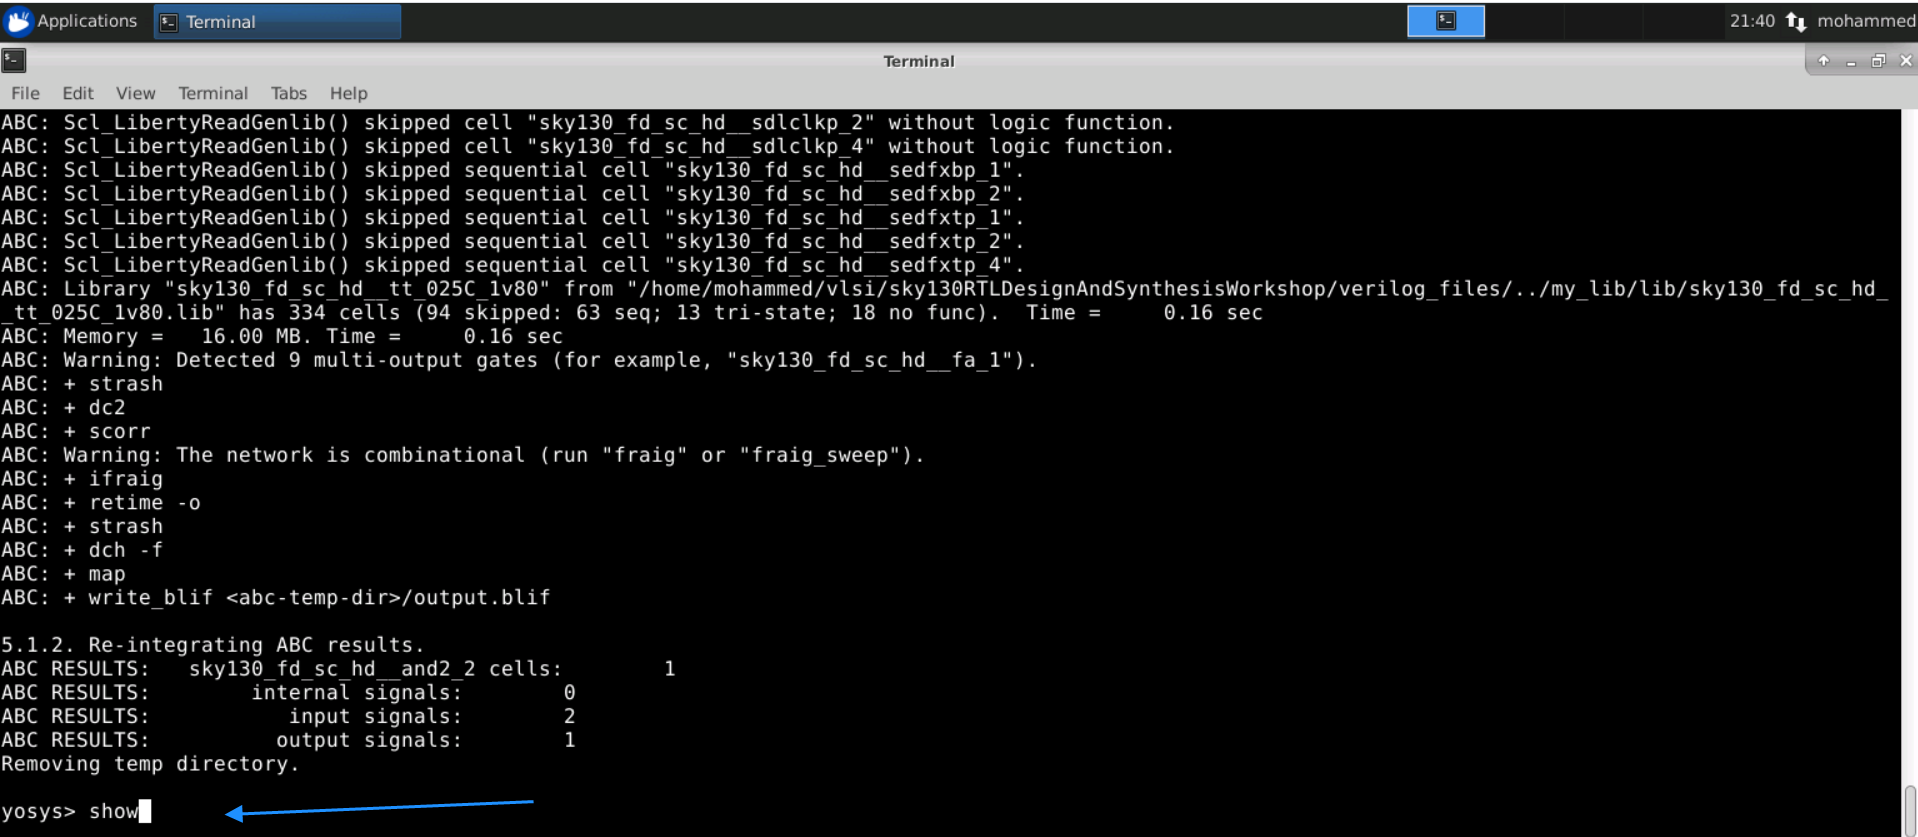 Applications Terminal 21:40 mohammed
Terminal
File Edit View Terminal Tabs Help
ABC: Scl_LibertyReadGenlib() skipped cell "sky130_fd_sc_hd__sdlclkp_2" without logic function.
ABC: Scl_LibertyReadGenlib() skipped cell "sky130_fd_sc_hd__sdlclkp_4" without logic function.
ABC: Scl_LibertyReadGenlib() skipped sequential cell "sky130_fd_sc_hd__sedfxbp_1".
ABC: Scl_LibertyReadGenlib() skipped sequential cell "sky130_fd_sc_hd__sedfxbp_2".
ABC: Scl_LibertyReadGenlib() skipped sequential cell "sky130_fd_sc_hd__sedfxtp_1".
ABC: Scl_LibertyReadGenlib() skipped sequential cell "sky130_fd_sc_hd__sedfxtp_2".
ABC: Scl_LibertyReadGenlib() skipped sequential cell "sky130_fd_sc_hd__sedfxtp_4".
ABC: Library "sky130_fd_sc_hd__tt_025C_1v80" from "/home/mohammed/vlsi/sky130RTLDesignAndSynthesisWorkshop/verilog_files/../my_lib/lib/sky130_fd_sc_hd_
_tt_025C_1v80.lib" has 334 cells (94 skipped: 63 seq; 13 tri-state; 18 no func).  Time =     0.16 sec
ABC: Memory =   16.00 MB. Time =     0.16 sec
ABC: Warning: Detected 9 multi-output gates (for example, "sky130_fd_sc_hd__fa_1").
ABC: + strash
ABC: + dc2
ABC: + scorr
ABC: Warning: The network is combinational (run "fraig" or "fraig_sweep").
ABC: + ifraig
ABC: + retime -o
ABC: + strash
ABC: + dch -f
ABC: + map
ABC: + write_blif <abc-temp-dir>/output.blif
5.1.2. Re-integrating ABC results.
ABC RESULTS:   sky130_fd_sc_hd__and2_2 cells:        1
ABC RESULTS:        internal signals:        0
ABC RESULTS:           input signals:        2
ABC RESULTS:          output signals:        1
Removing temp directory.
yosys> show